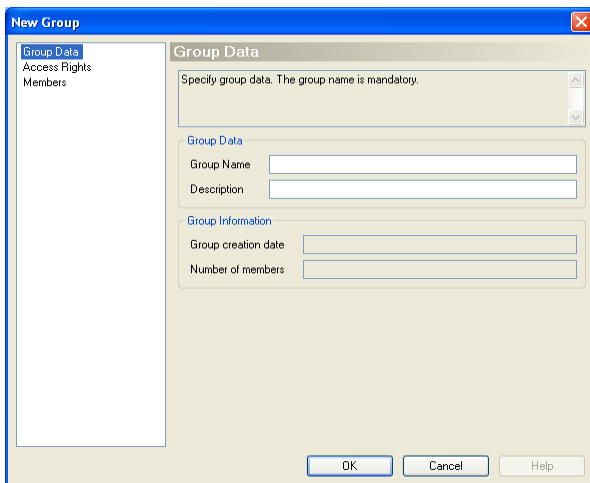 New Group
Group Data
Access Rights
Members
Group Data
Specify group data. The group name is mandatory.
Group Data
Group Name
Description
Group Information
Group creation date
Number of members
OK
Cancel
Help